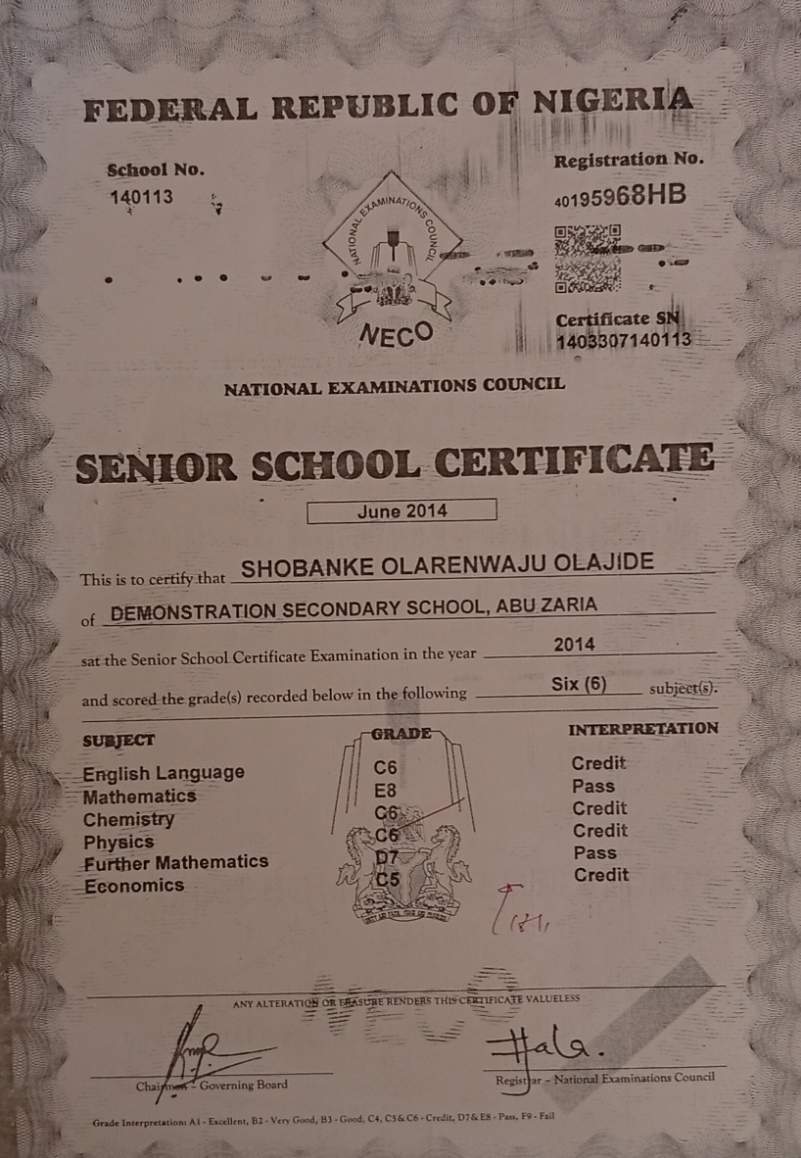 FEDERAL REPUBLIC OF NIGERIA
School No.
140113
Registration No.
40195968HB
NATIONAL EXAMINATIONS COUNCIL
NECO
Certificate SN
1403307140113
NATIONAL EXAMINATIONS COUNCIL
SENIOR SCHOOL CERTIFICATE
June 2014
This is to certify that SHOBANKE OLARENWAJU OLAJIDE
of DEMONSTRATION SECONDARY SCHOOL, ABU ZARIA
sat the Senior School Certificate Examination in the year 2014
and scored the grade(s) recorded below in the following Six (6) subject(s).
SUBJECT GRADE INTERPRETATION
English Language C6 Credit
Mathematics E8 Pass
Chemistry C6 Credit
Physics C6 Credit
Further Mathematics D7 Pass
Economics C5 Credit
NECO
ANY ALTERATION OR ERASURE RENDERS THIS CERTIFICATE VALUELESS
Chairman - Governing Board
Registrar - National Examinations Council
Grade Interpretation: A1 - Excellent, B2 - Very Good, B3 - Good, C4, C5 & C6 - Credit, D7 & E8 - Pass, F9 - Fail